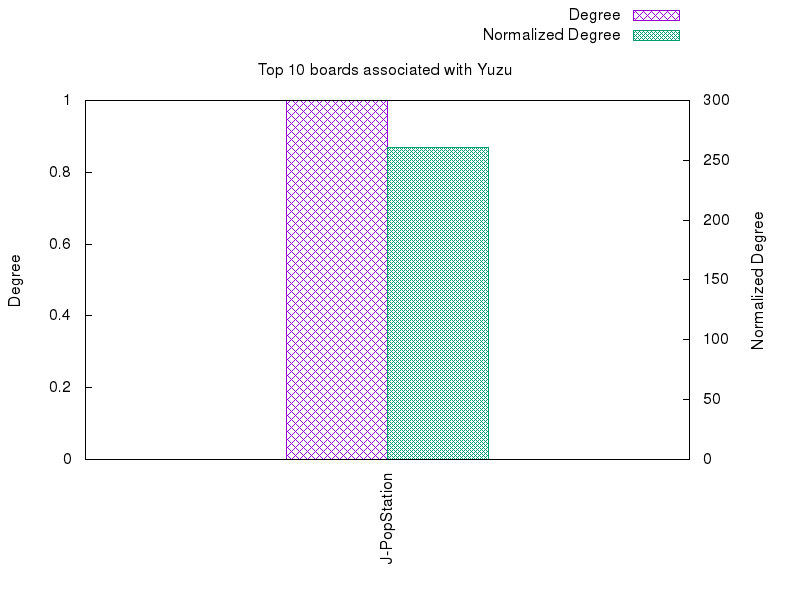 Degree
Normalized Degree
Top 10 boards associated with Yuzu
1
0.8
0.6
0.4
0.2
0
300
250
200
150
100
50
0
Degree
Normalized Degree
J-PopStation